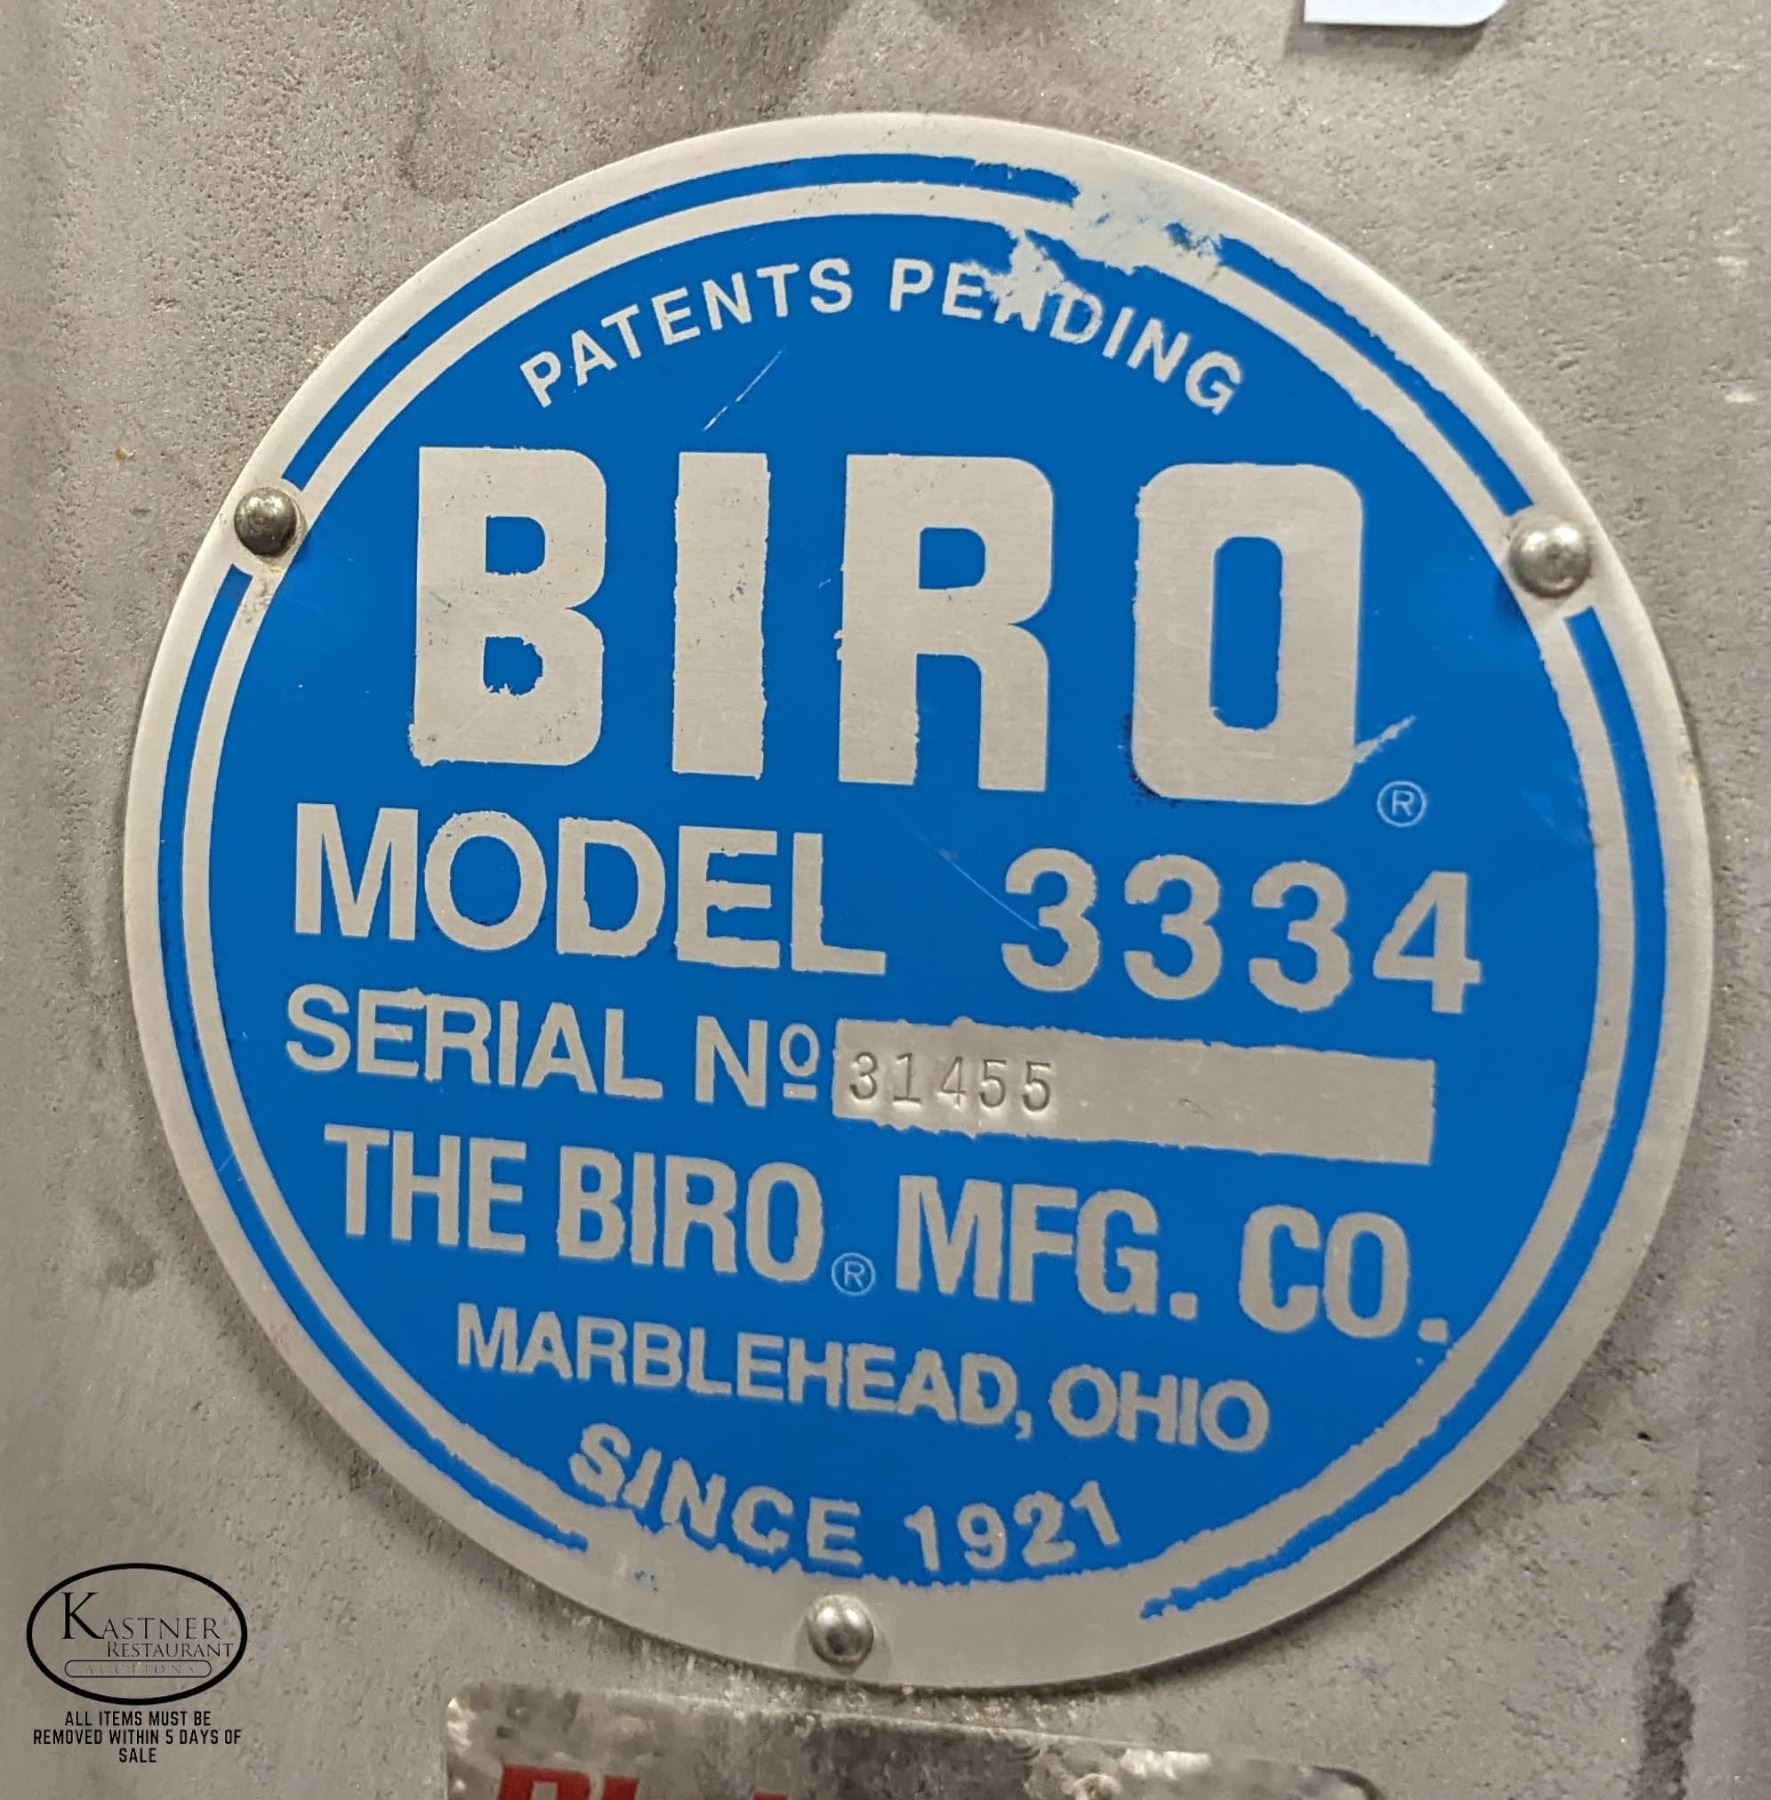 PATENTS PENDING
BIRO®
MODEL 3334
SERIAL Nº 31455
THE BIRO® MFG. CO.
MARBLEHEAD, OHIO
SINCE 1921
KASTNER
RESTAURANT
AUCTIONS
ALL ITEMS MUST BE
REMOVED WITHIN 5 DAYS OF
SALE